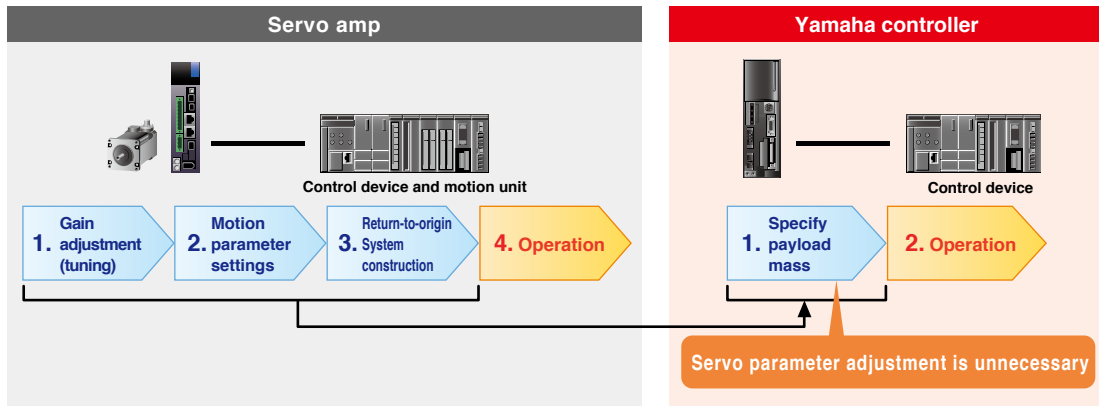 Servo amp
Control device and motion unit
1. Gain
adjustment
(tuning)
2. Motion
parameter
settings
3. Return-to-origin
System
construction
4. Operation
Yamaha controller
Control device
1. Specify
payload
mass
2. Operation
Servo parameter adjustment is unnecessary